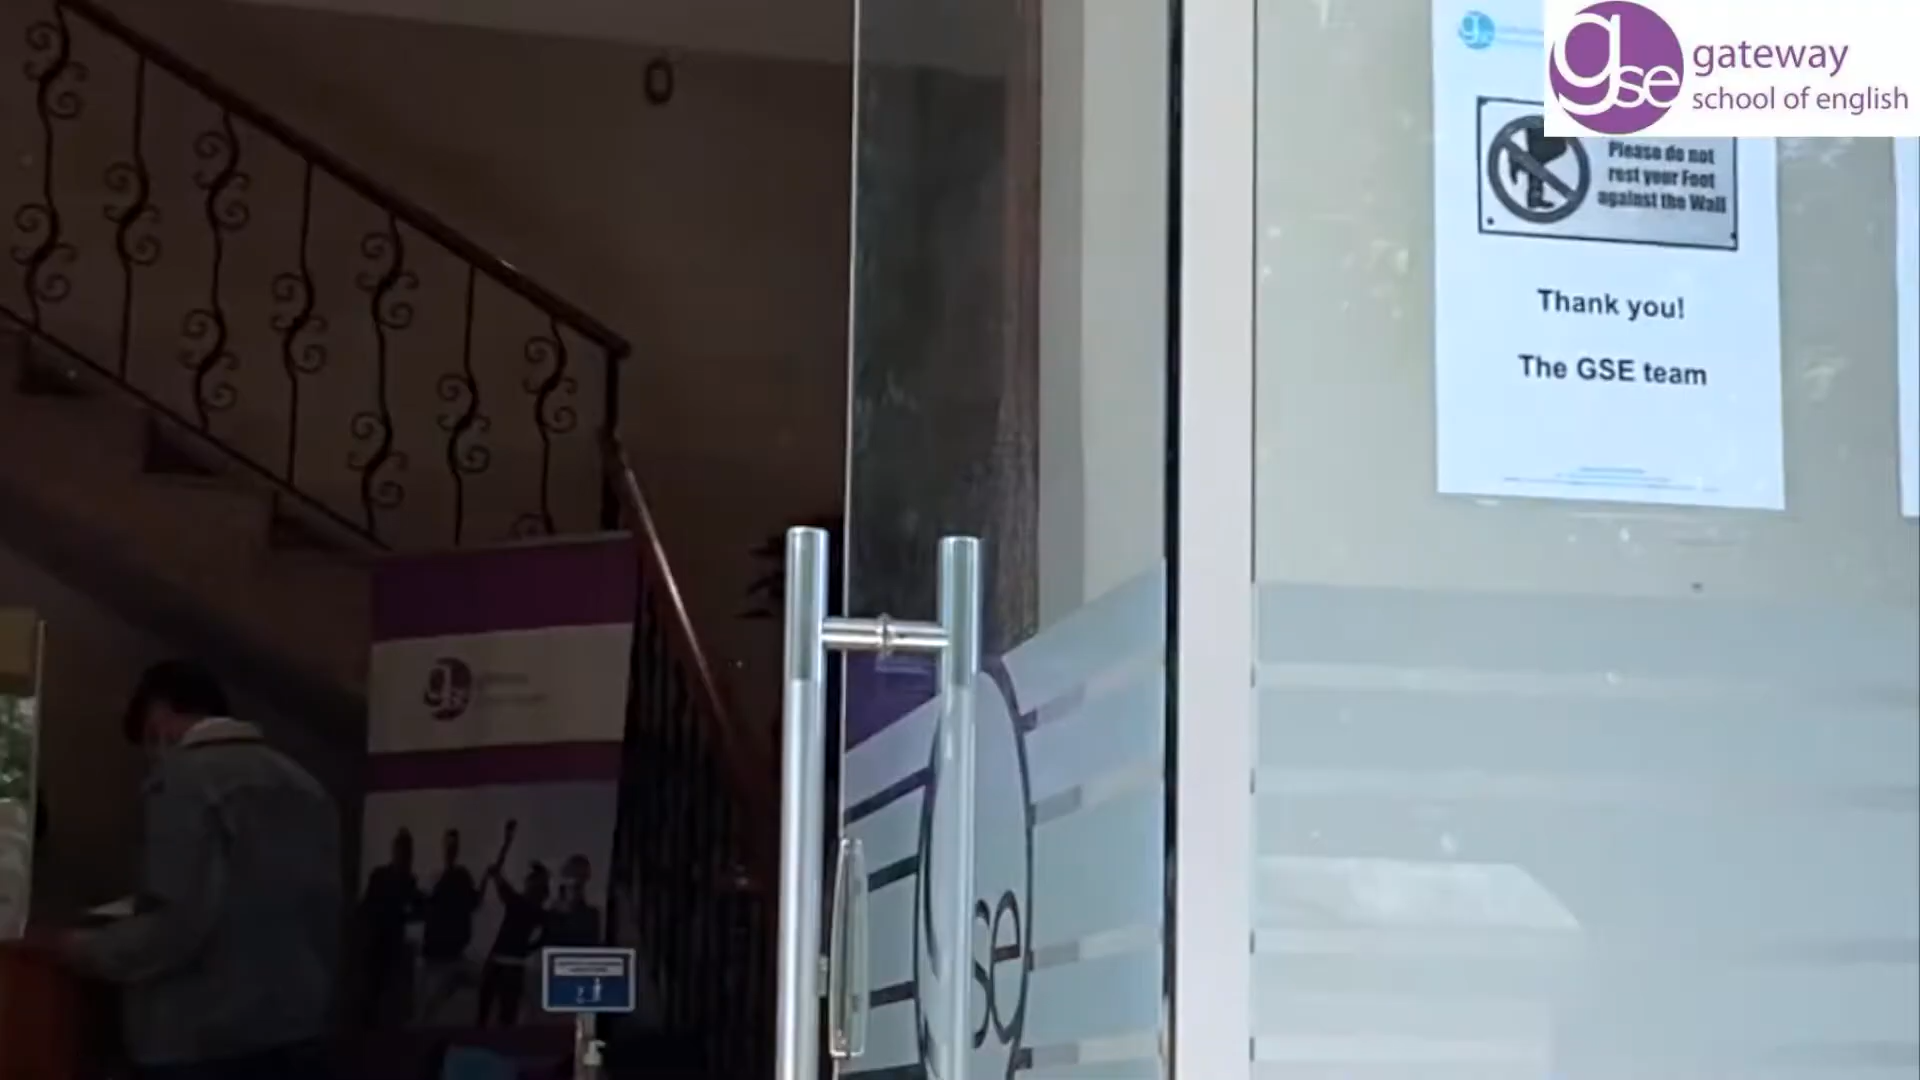 gse
gateway
school of english
Please do not
rest your Foot
against the Wall
Thank you!
The GSE team
gse
se